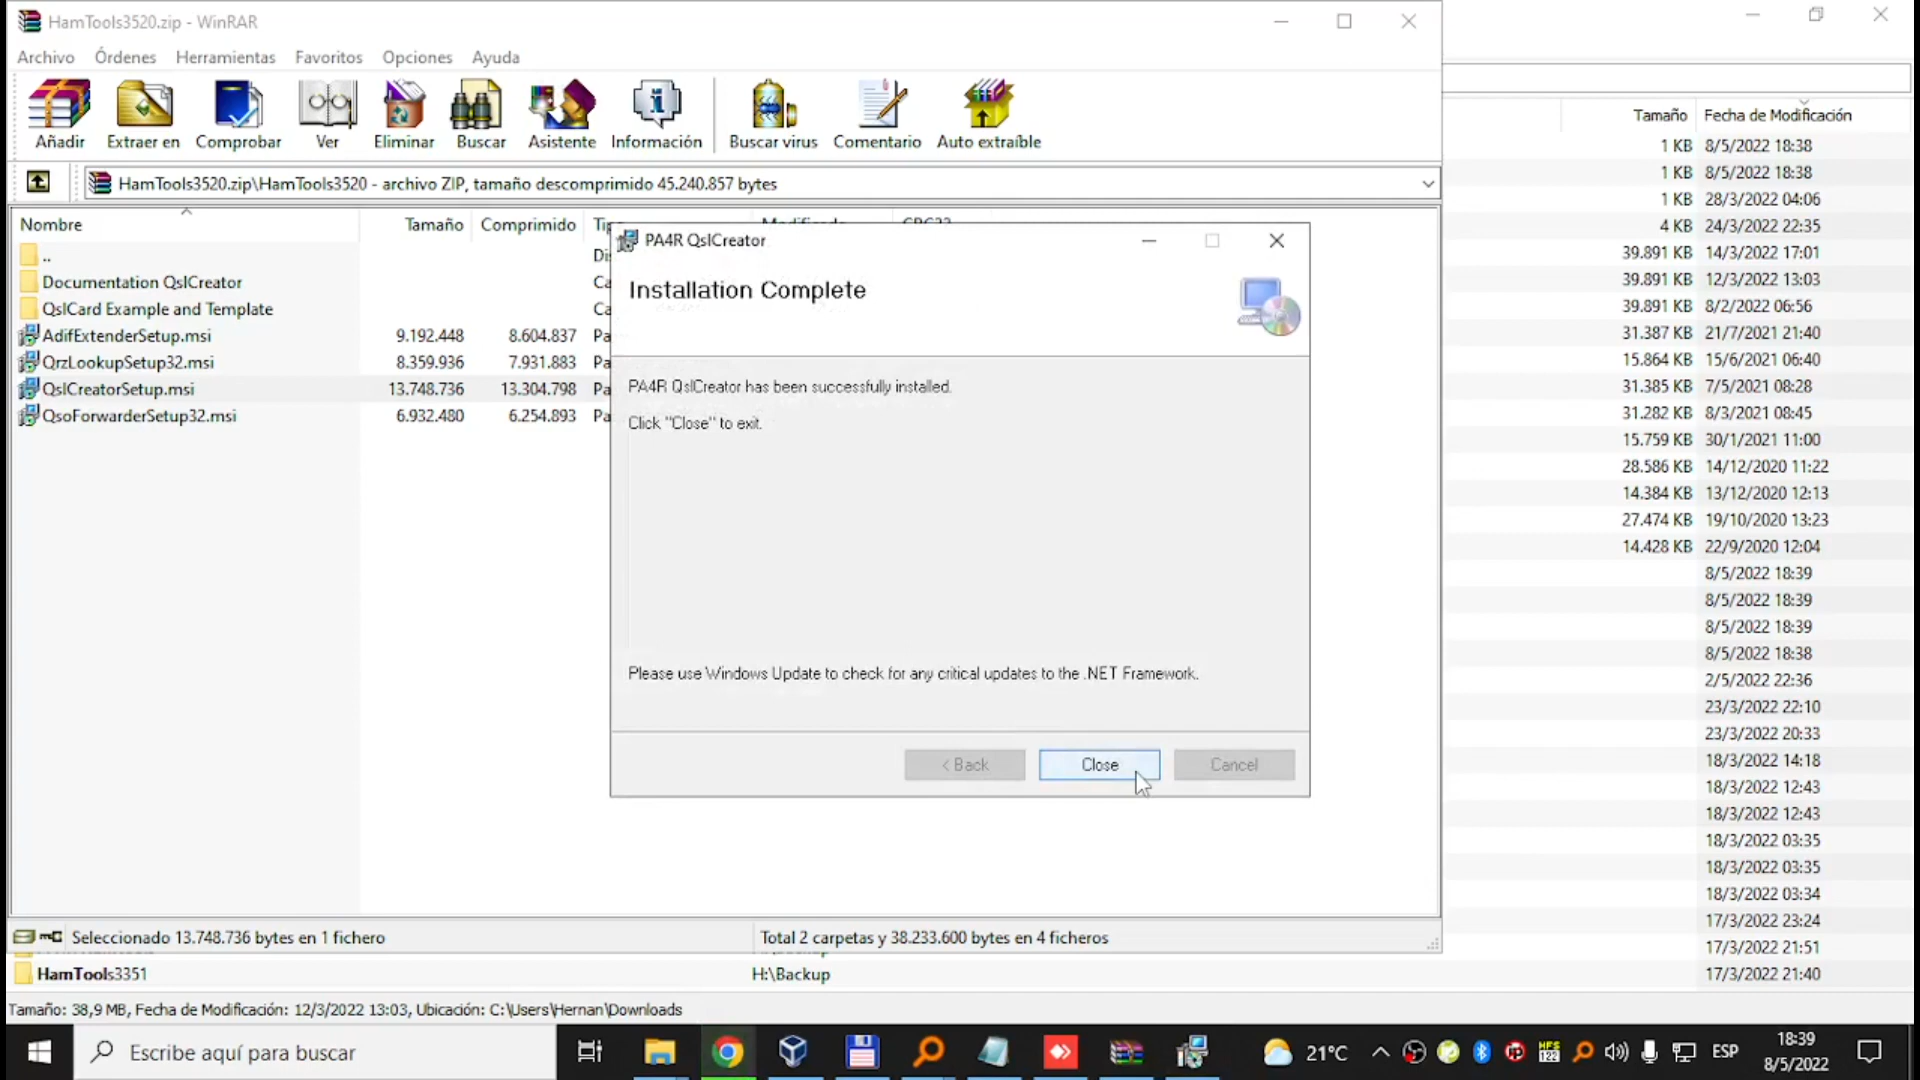 HamTools3520.zip - WinRAR
Archivo Órdenes Herramientas Favoritos Opciones Ayuda
Añadir Extraer en Comprobar Ver Eliminar Buscar Asistente Información Buscar virus Comentario Auto extraíble
HamTools3520.zip\HamTools3520 - archivo ZIP, tamaño descomprimido 45.240.857 bytes
Nombre Tamaño Comprimido
..
Documentation QslCreator
QslCard Example and Template
AdifExtenderSetup.msi 9.192.448 8.604.837 Pa
QrzLookupSetup32.msi 8.359.936 7.931.883 Pa
QslCreatorSetup.msi 13.748.736 13.304.798 Pa
QsoForwarderSetup32.msi 6.932.480 6.254.893 Pa
PA4R QslCreator
Installation Complete
PA4R QslCreator has been successfully installed.
Click "Close" to exit.
Please use Windows Update to check for any critical updates to the .NET Framework.
< Back Close Cancel
Tamaño Fecha de Modificación
1 KB 8/5/2022 18:38
1 KB 8/5/2022 18:38
1 KB 28/3/2022 04:06
4 KB 24/3/2022 22:35
39.891 KB 14/3/2022 17:01
39.891 KB 12/3/2022 13:03
39.891 KB 8/2/2022 06:56
31.387 KB 21/7/2021 21:40
15.864 KB 15/6/2021 06:40
31.385 KB 7/5/2021 08:28
31.282 KB 8/3/2021 08:45
15.759 KB 30/1/2021 11:00
28.586 KB 14/12/2020 11:22
14.384 KB 13/12/2020 12:13
27.474 KB 19/10/2020 13:23
14.428 KB 22/9/2020 12:04
8/5/2022 18:39
8/5/2022 18:39
8/5/2022 18:39
8/5/2022 18:38
2/5/2022 22:36
23/3/2022 22:10
23/3/2022 20:33
18/3/2022 14:18
18/3/2022 12:43
18/3/2022 12:43
18/3/2022 03:35
18/3/2022 03:35
18/3/2022 03:34
17/3/2022 23:24
17/3/2022 21:51
17/3/2022 21:40
Seleccionado 13.748.736 bytes en 1 fichero
Total 2 carpetas y 38.233.600 bytes en 4 ficheros
HamTools3351 H:\Backup
Tamaño: 38,9 MB, Fecha de Modificación: 12/3/2022 13:03, Ubicación: C:\Users\Hernan\Downloads
Escribe aquí para buscar
21°C
HFS
122
ESP
18:39
8/5/2022